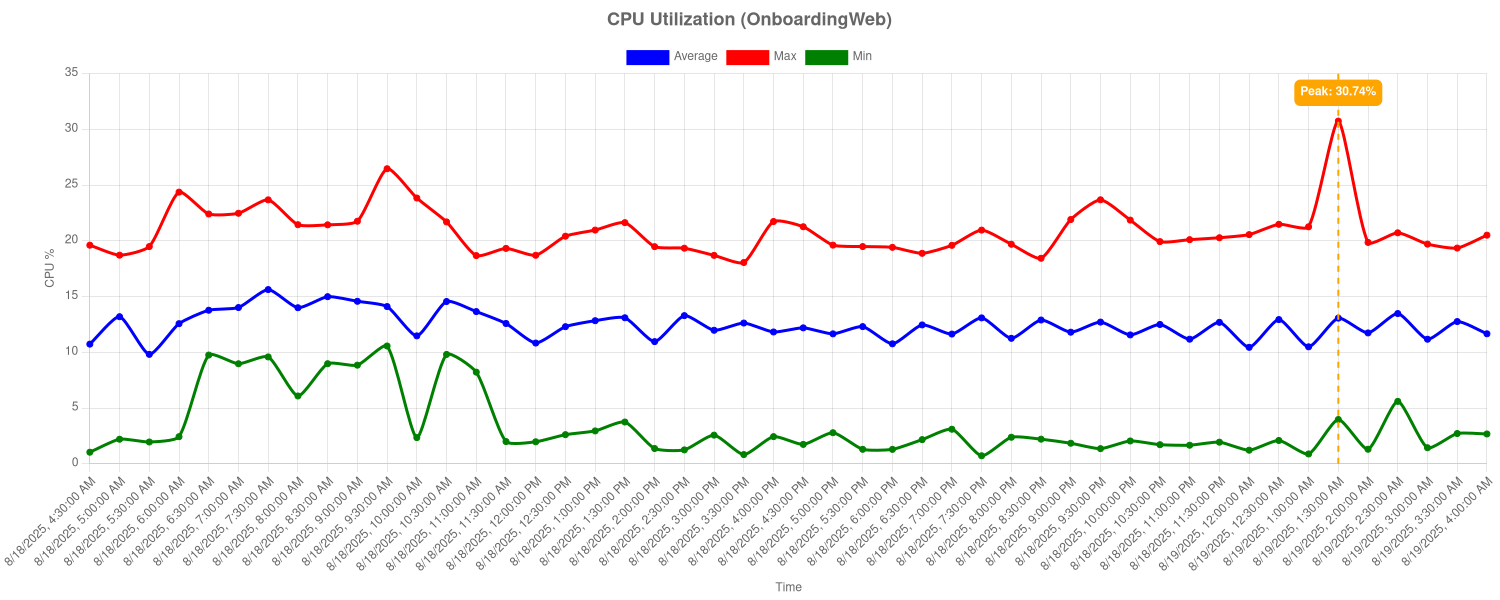 CPU Utilization (OnboardingWeb)
Average Max Min
35
Peak: 30.74%
30
25
20
15
10
5
0
CPU %
8/18/2025, 4:30:00 AM
8/18/2025, 5:00:00 AM
8/18/2025, 5:30:00 AM
8/18/2025, 6:00:00 AM
8/18/2025, 6:30:00 AM
8/18/2025, 7:00:00 AM
8/18/2025, 7:30:00 AM
8/18/2025, 8:00:00 AM
8/18/2025, 8:30:00 AM
8/18/2025, 9:00:00 AM
8/18/2025, 9:30:00 AM
8/18/2025, 10:00:00 AM
8/18/2025, 10:30:00 AM
8/18/2025, 11:00:00 AM
8/18/2025, 11:30:00 AM
8/18/2025, 12:00:00 PM
8/18/2025, 12:30:00 PM
8/18/2025, 1:00:00 PM
8/18/2025, 1:30:00 PM
8/18/2025, 2:00:00 PM
8/18/2025, 2:30:00 PM
8/18/2025, 3:00:00 PM
8/18/2025, 3:30:00 PM
8/18/2025, 4:00:00 PM
8/18/2025, 4:30:00 PM
8/18/2025, 5:00:00 PM
8/18/2025, 5:30:00 PM
8/18/2025, 6:00:00 PM
8/18/2025, 6:30:00 PM
8/18/2025, 7:00:00 PM
8/18/2025, 7:30:00 PM
8/18/2025, 8:00:00 PM
8/18/2025, 8:30:00 PM
8/18/2025, 9:00:00 PM
8/18/2025, 9:30:00 PM
8/18/2025, 10:00:00 PM
8/18/2025, 10:30:00 PM
8/18/2025, 11:00:00 PM
8/18/2025, 11:30:00 PM
8/19/2025, 12:00:00 AM
8/19/2025, 12:30:00 AM
8/19/2025, 1:00:00 AM
8/19/2025, 1:30:00 AM
8/19/2025, 2:00:00 AM
8/19/2025, 2:30:00 AM
8/19/2025, 3:00:00 AM
8/19/2025, 3:30:00 AM
8/19/2025, 4:00:00 AM
Time